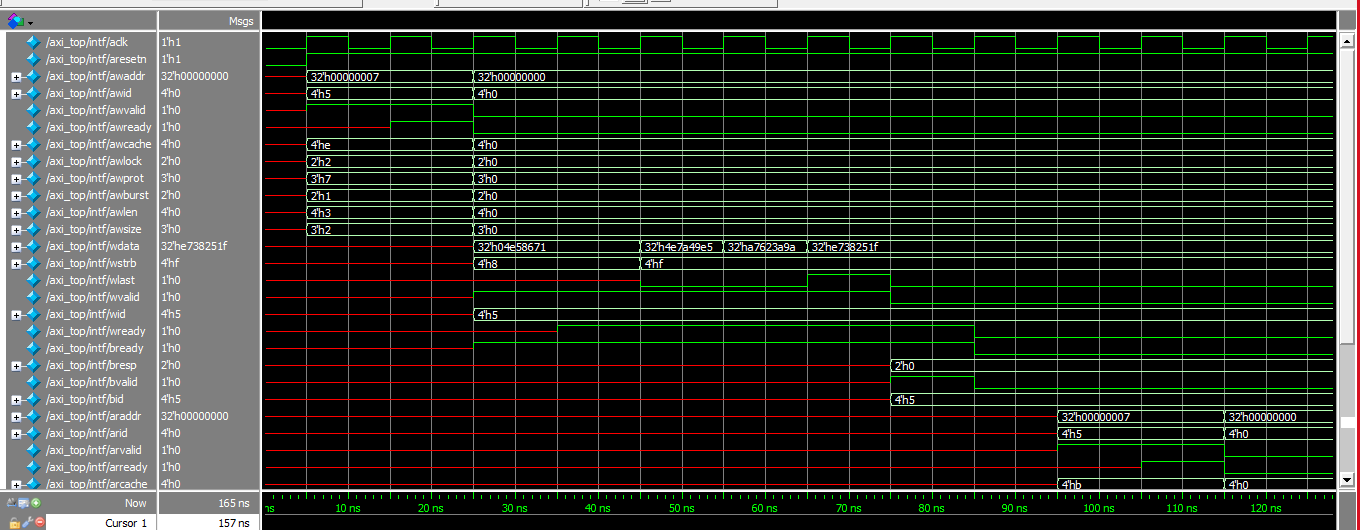 Msgs
/axi_top/intf/aclk 1'h1
/axi_top/intf/aresetn 1'h1
/axi_top/intf/awaddr 32'h00000000 32'h00000007 32'h00000000
/axi_top/intf/awid 4'h0 4'h5 4'h0
/axi_top/intf/awvalid 1'h0
/axi_top/intf/awready 1'h0
/axi_top/intf/awcache 4'h0 4'he 4'h0
/axi_top/intf/awlock 2'h0 2'h2 2'h0
/axi_top/intf/awprot 3'h0 3'h7 3'h0
/axi_top/intf/awburst 2'h0 2'h1 2'h0
/axi_top/intf/awlen 4'h0 4'h3 4'h0
/axi_top/intf/awsize 3'h0 3'h2 3'h0
/axi_top/intf/wdata 32'he738251f 32'h04e58671 32'h4e7a49e5 32'ha7623a9a 32'he738251f
/axi_top/intf/wstrb 4'hf 4'h8 4'hf
/axi_top/intf/wlast 1'h0
/axi_top/intf/wvalid 1'h0
/axi_top/intf/wid 4'h5 4'h5
/axi_top/intf/wready 1'h0
/axi_top/intf/bready 1'h0
/axi_top/intf/bresp 2'h0 2'h0
/axi_top/intf/bvalid 1'h0
/axi_top/intf/bid 4'h5 4'h5
/axi_top/intf/araddr 32'h00000000 32'h00000007 32'h00000000
/axi_top/intf/arid 4'h0 4'h5 4'h0
/axi_top/intf/arvalid 1'h0
/axi_top/intf/arready 1'h0
/axi_top/intf/arcache 4'h0 4'hb 4'h0
Now 165 ns ns 10 ns 20 ns 30 ns 40 ns 50 ns 60 ns 70 ns 80 ns 90 ns 100 ns 110 ns 120 ns
Cursor 1 157 ns